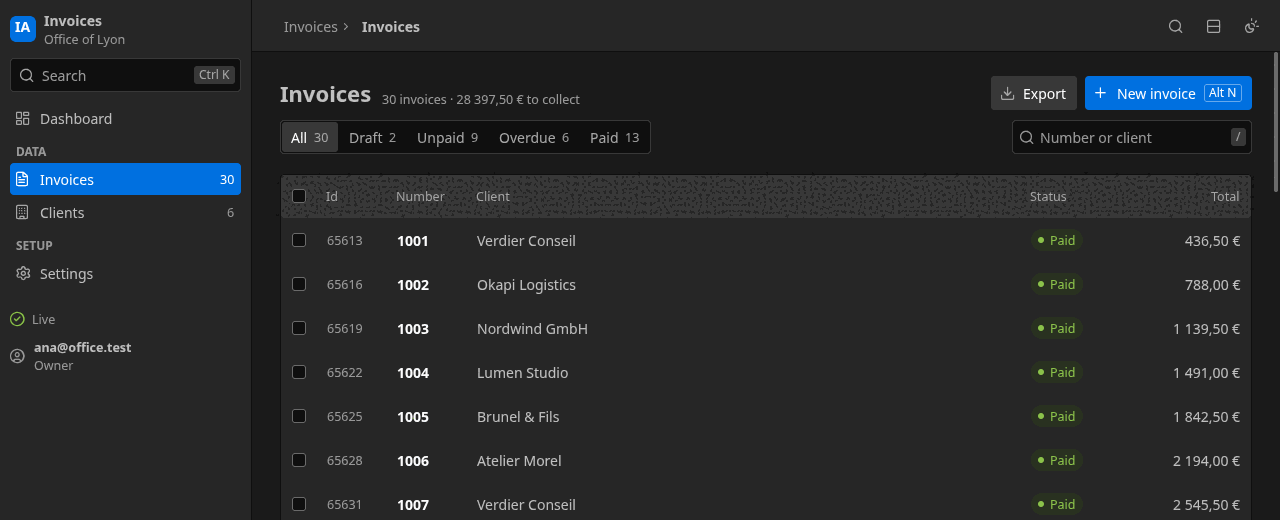 IA Invoices
Office of Lyon
Search Ctrl K
Dashboard
DATA
Invoices 30
Clients 6
SETUP
Settings
Live
ana@office.test
Owner
Invoices › Invoices
Invoices 30 invoices · 28 397,50 € to collect
Export
New invoice Alt N
All 30 Draft 2 Unpaid 9 Overdue 6 Paid 13
Number or client /
Id Number Client Status Total
65613 1001 Verdier Conseil Paid 436,50 €
65616 1002 Okapi Logistics Paid 788,00 €
65619 1003 Nordwind GmbH Paid 1 139,50 €
65622 1004 Lumen Studio Paid 1 491,00 €
65625 1005 Brunel & Fils Paid 1 842,50 €
65628 1006 Atelier Morel Paid 2 194,00 €
65631 1007 Verdier Conseil Paid 2 545,50 €